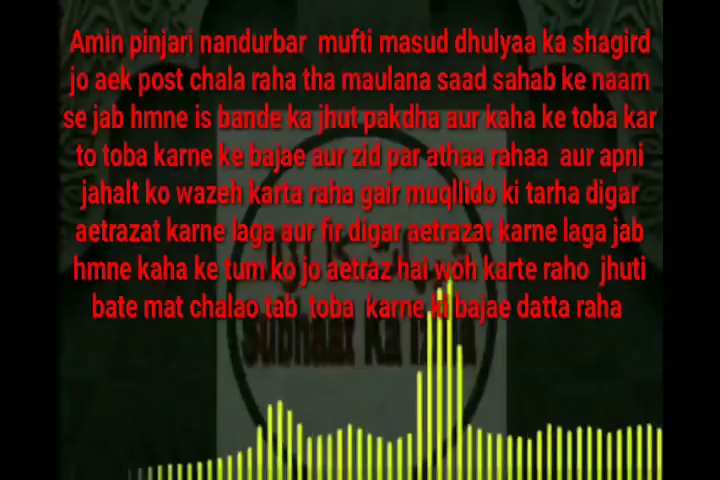 Amin pinjari nandurbar mufti masud dhulyaa ka shagird
jo aek post chala raha tha maulana saad sahab ke naam
se jab hmne is bande ka jhut pakdha aur kaha ke toba kar
to toba karne ke bajae aur zid par athaa rahaa aur apni
jahalt ko wazeh karta raha gair muqllido ki tarha digar
aetrazat karne laga aur fir digar aetrazat karne laga jab
hmne kaha ke tum ko jo aetraz hai woh karte raho jhuti
bate mat chalao tab toba karne ki bajae datta raha